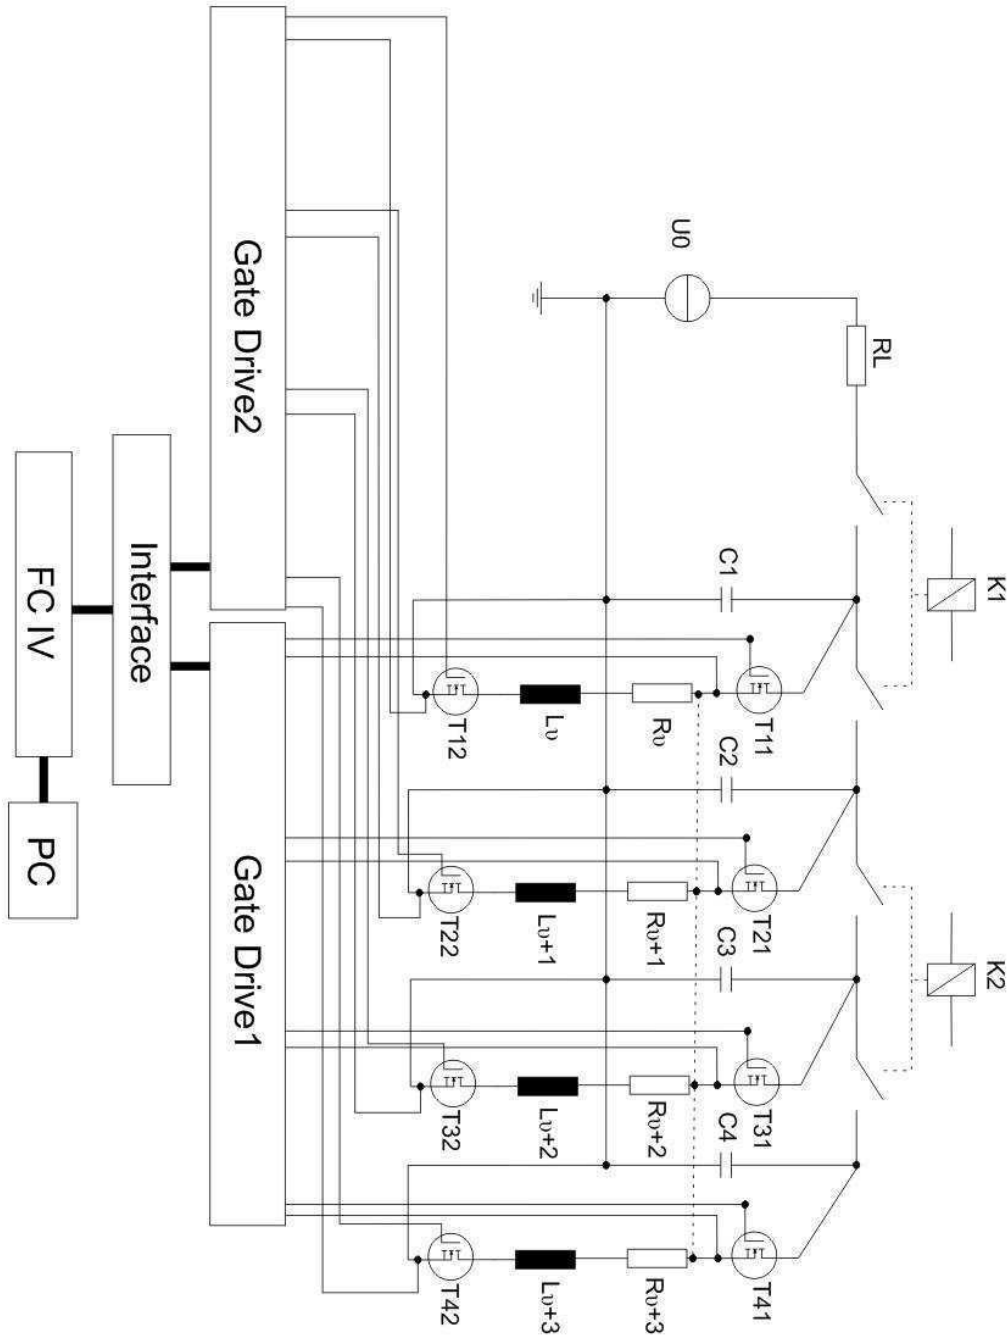 K1
K2
RL
U0
C1
C2
C3
C4
T11
T21
T31
T41
Rυ
Rυ+1
Rυ+2
Rυ+3
Lυ
Lυ+1
Lυ+2
Lυ+3
T12
T22
T32
T42
Gate Drive2
Gate Drive1
Interface
FC IV
PC